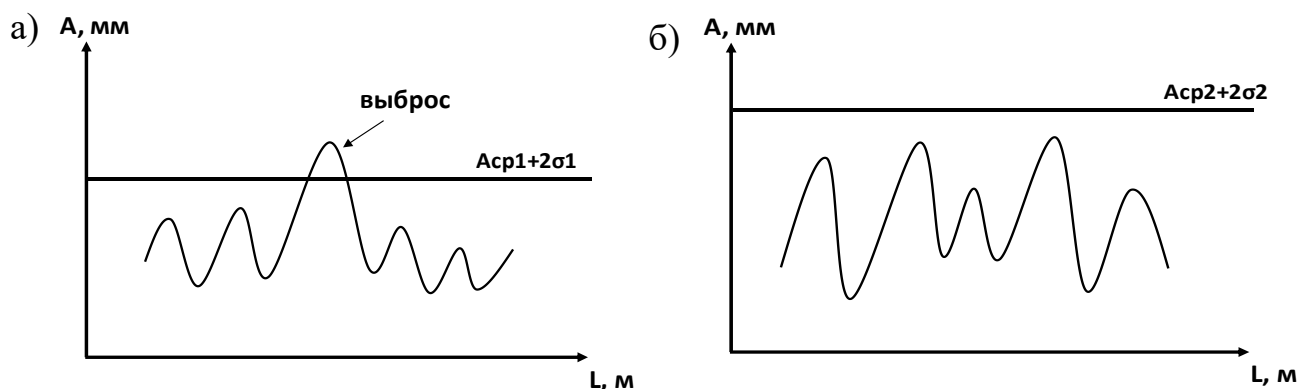 а)
А, мм
выброс
Аср1+2σ1
L, м
б)
А, мм
Аср2+2σ2
L, м